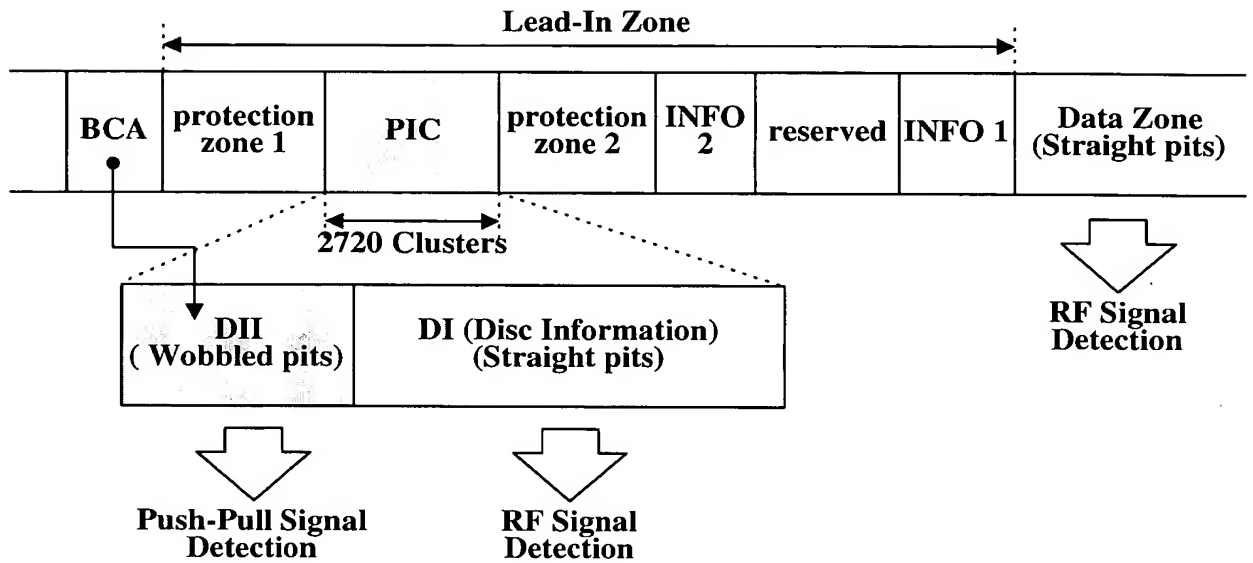 Lead-In Zone
BCA
protection
zone 1
PIC
protection
zone 2
INFO
2
reserved
INFO 1
Data Zone
(Straight pits)
2720 Clusters
DII
( Wobbled pits)
DI (Disc Information)
(Straight pits)
RF Signal
Detection
Push-Pull Signal
Detection
RF Signal
Detection